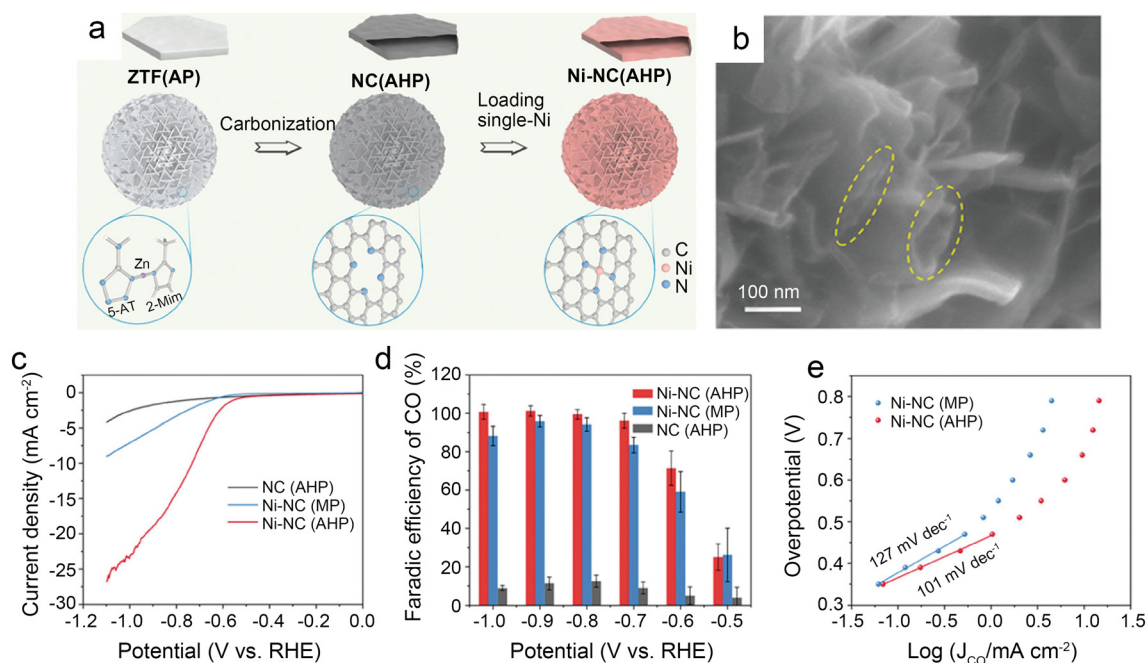 a
ZTF(AP)
NC(AHP)
Ni-NC(AHP)
Carbonization
Loading
single-Ni
Zn
5-AT
2-Mim
C
Ni
N
b
100 nm
c
0
-5
-10
-15
-20
-25
-30
-1.2
-1.0
-0.8
-0.6
-0.4
-0.2
0.0
NC (AHP)
Ni-NC (MP)
Ni-NC (AHP)
Current density (mA cm-2)
Potential (V vs. RHE)
d
120
100
80
60
40
20
0
-1.0
-0.9
-0.8
-0.7
-0.6
-0.5
Ni-NC (AHP)
Ni-NC (MP)
NC (AHP)
Faradic efficiency of CO (%)
Potential (V vs. RHE)
e
0.8
0.7
0.6
0.5
0.4
0.3
-1.5
-1.0
-0.5
0.0
0.5
1.0
1.5
Ni-NC (MP)
Ni-NC (AHP)
127 mV dec-1
101 mV dec-1
Overpotential (V)
Log (JCO/mA cm-2)